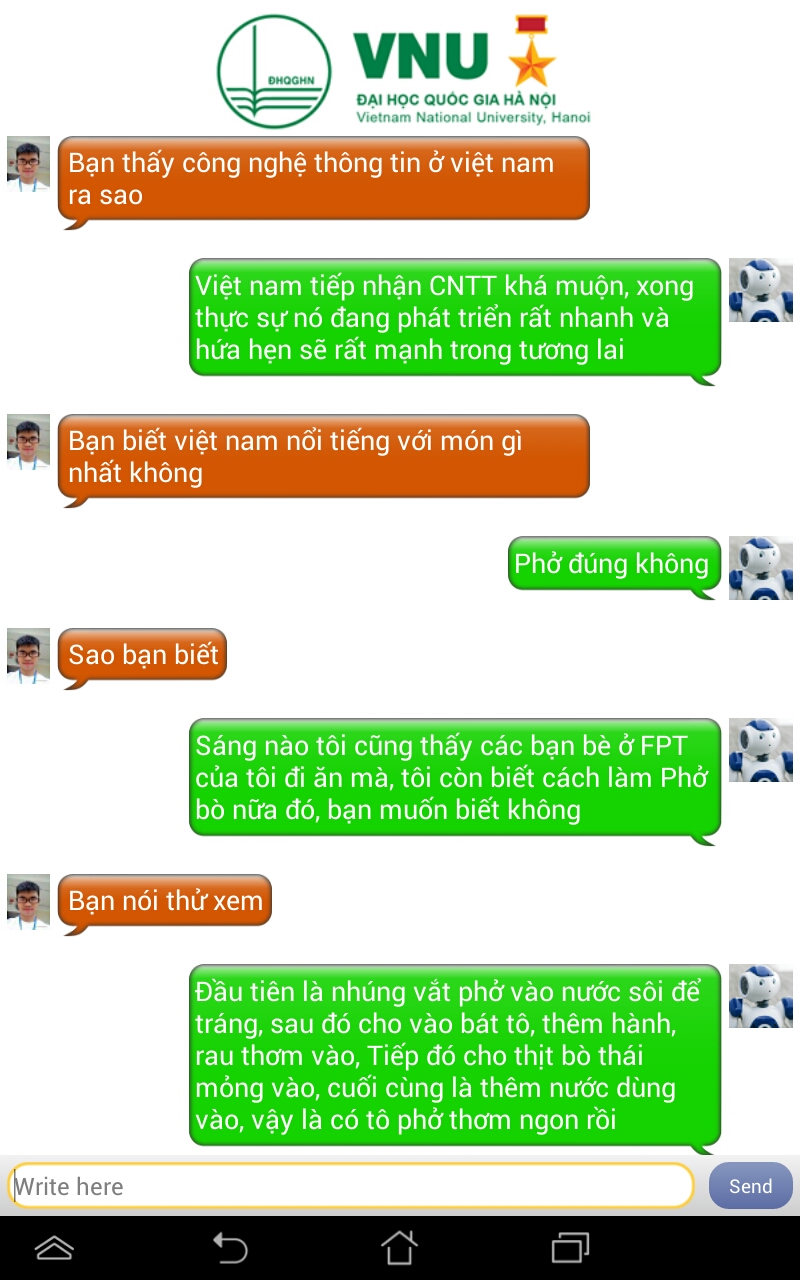 ĐHQGHN
VNU
ĐẠI HỌC QUỐC GIA HÀ NỘI
Vietnam National University, Hanoi
Bạn thấy công nghệ thông tin ở việt nam
ra sao
Việt nam tiếp nhận CNTT khá muộn, xong
thực sự nó đang phát triển rất nhanh và
hứa hẹn sẽ rất mạnh trong tương lai
Bạn biết việt nam nổi tiếng với món gì
nhất không
Phở đúng không
Sao bạn biết
Sáng nào tôi cũng thấy các bạn bè ở FPT
của tôi đi ăn mà, tôi còn biết cách làm Phở
bò nữa đó, bạn muốn biết không
Bạn nói thử xem
Đầu tiên là nhúng vắt phở vào nước sôi để
tráng, sau đó cho vào bát tô, thêm hành,
rau thơm vào, Tiếp đó cho thịt bò thái
mỏng vào, cuối cùng là thêm nước dùng
vào, vậy là có tô phở thơm ngon rồi
Write here
Send